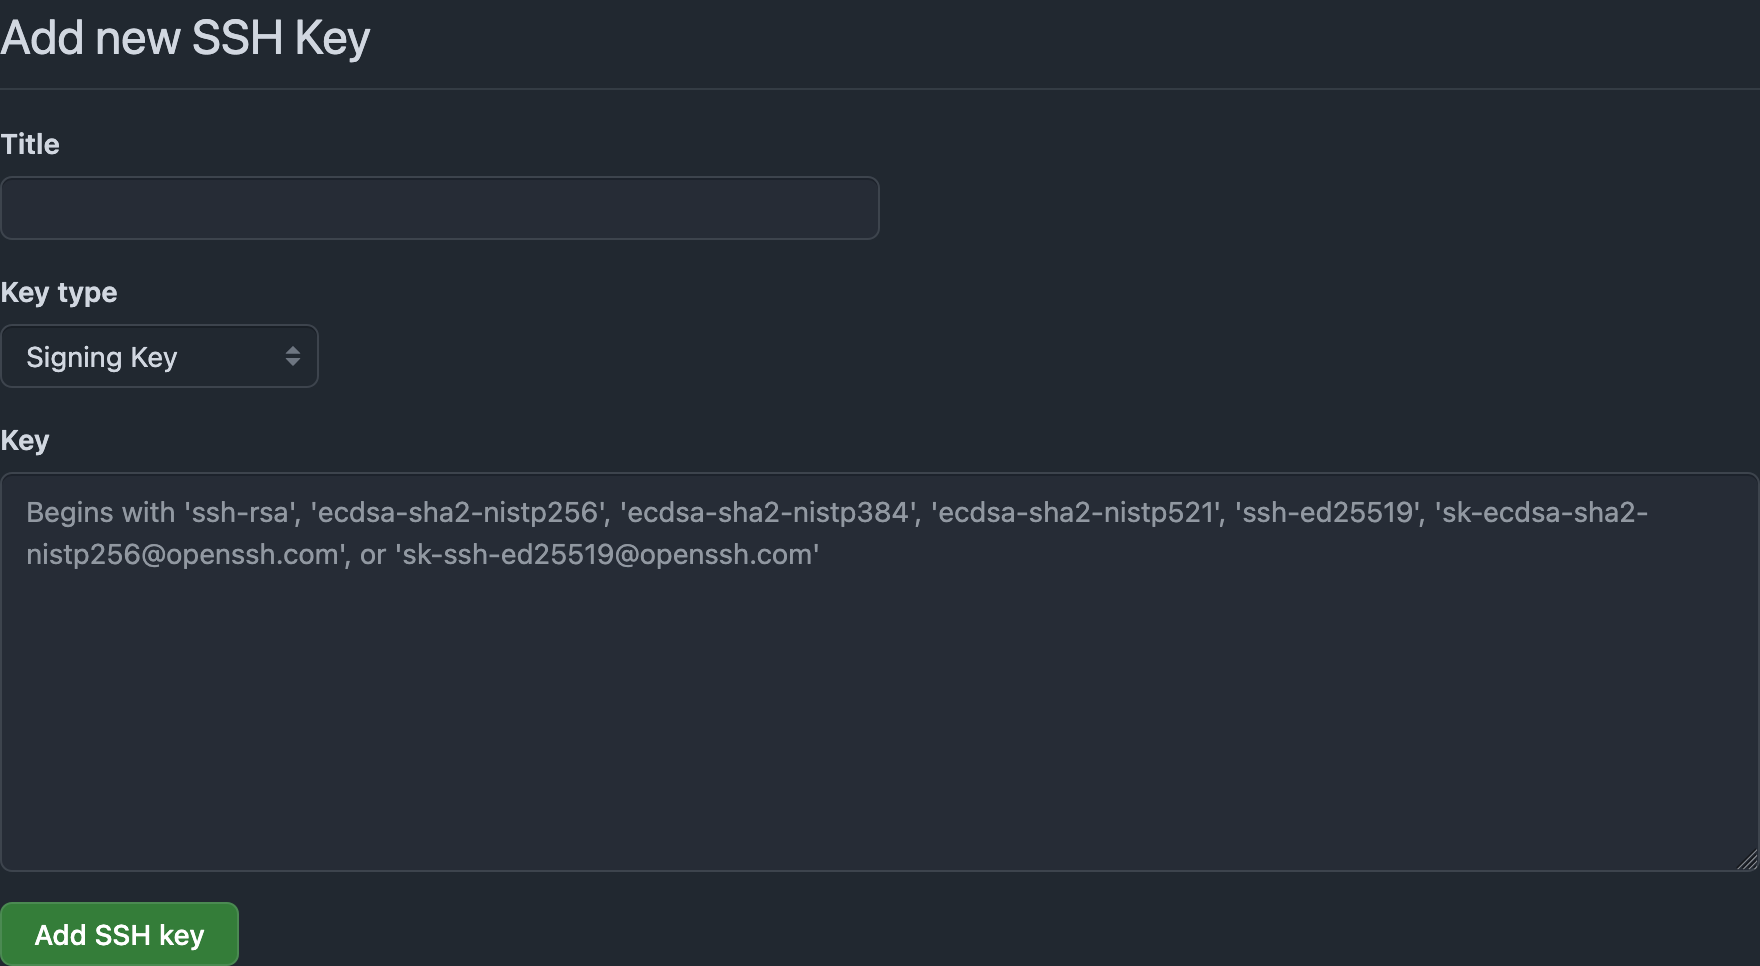 Add new SSH Key
Title
Key type
Signing Key
Key
Begins with 'ssh-rsa', 'ecdsa-sha2-nistp256', 'ecdsa-sha2-nistp384', 'ecdsa-sha2-nistp521', 'ssh-ed25519', 'sk-ecdsa-sha2-
nistp256@openssh.com', or 'sk-ssh-ed25519@openssh.com'
Add SSH key